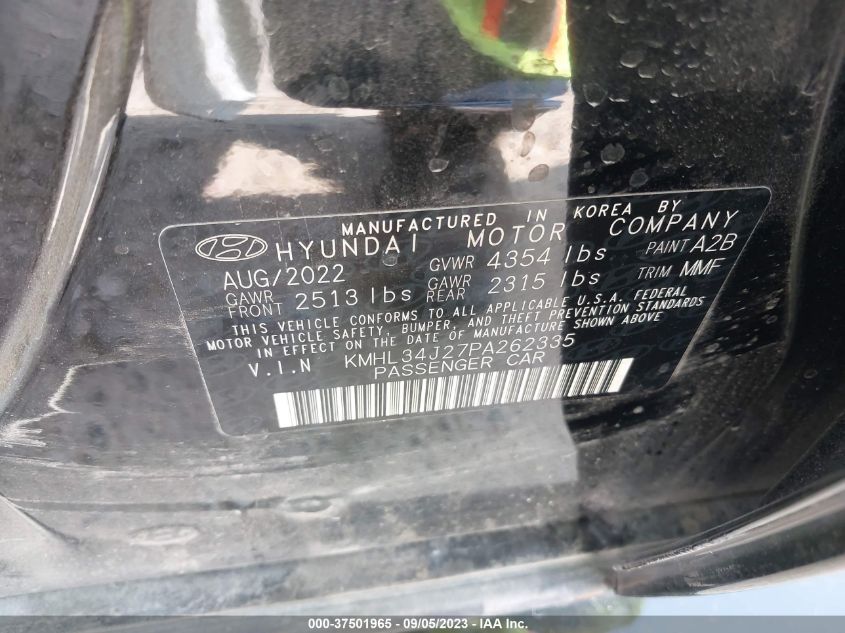 MANUFACTURED IN KOREA BY
HYUNDAI MOTOR COMPANY
AUG/2022 GVWR 4354 lbs PAINT A2B
GAWR FRONT 2513 lbs GAWR REAR 2315 lbs TRIM MMF
THIS VEHICLE CONFORMS TO ALL APPLICABLE U.S.A. FEDERAL
MOTOR VEHICLE SAFETY, BUMPER, AND THEFT PREVENTION STANDARDS
IN EFFECT ON THE DATE OF MANUFACTURE SHOWN ABOVE
V.I.N KMHL34J27PA262335
PASSENGER CAR
000-37501965 - 09/05/2023 - IAA Inc.